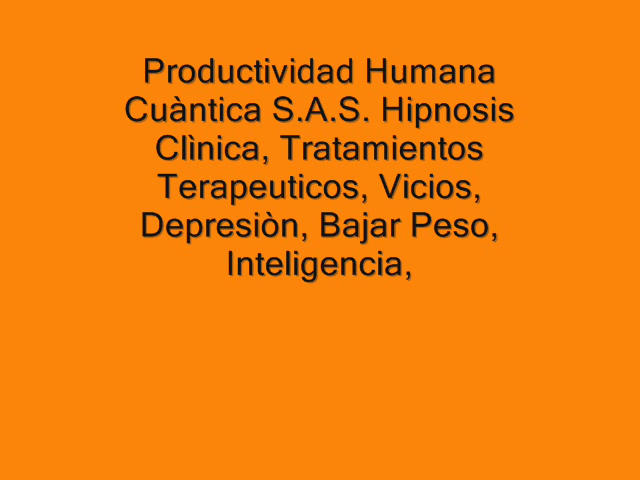 Productividad Humana
Cuàntica S.A.S. Hipnosis
Clìnica, Tratamientos
Terapeuticos, Vicios,
Depresiòn, Bajar Peso,
Inteligencia,